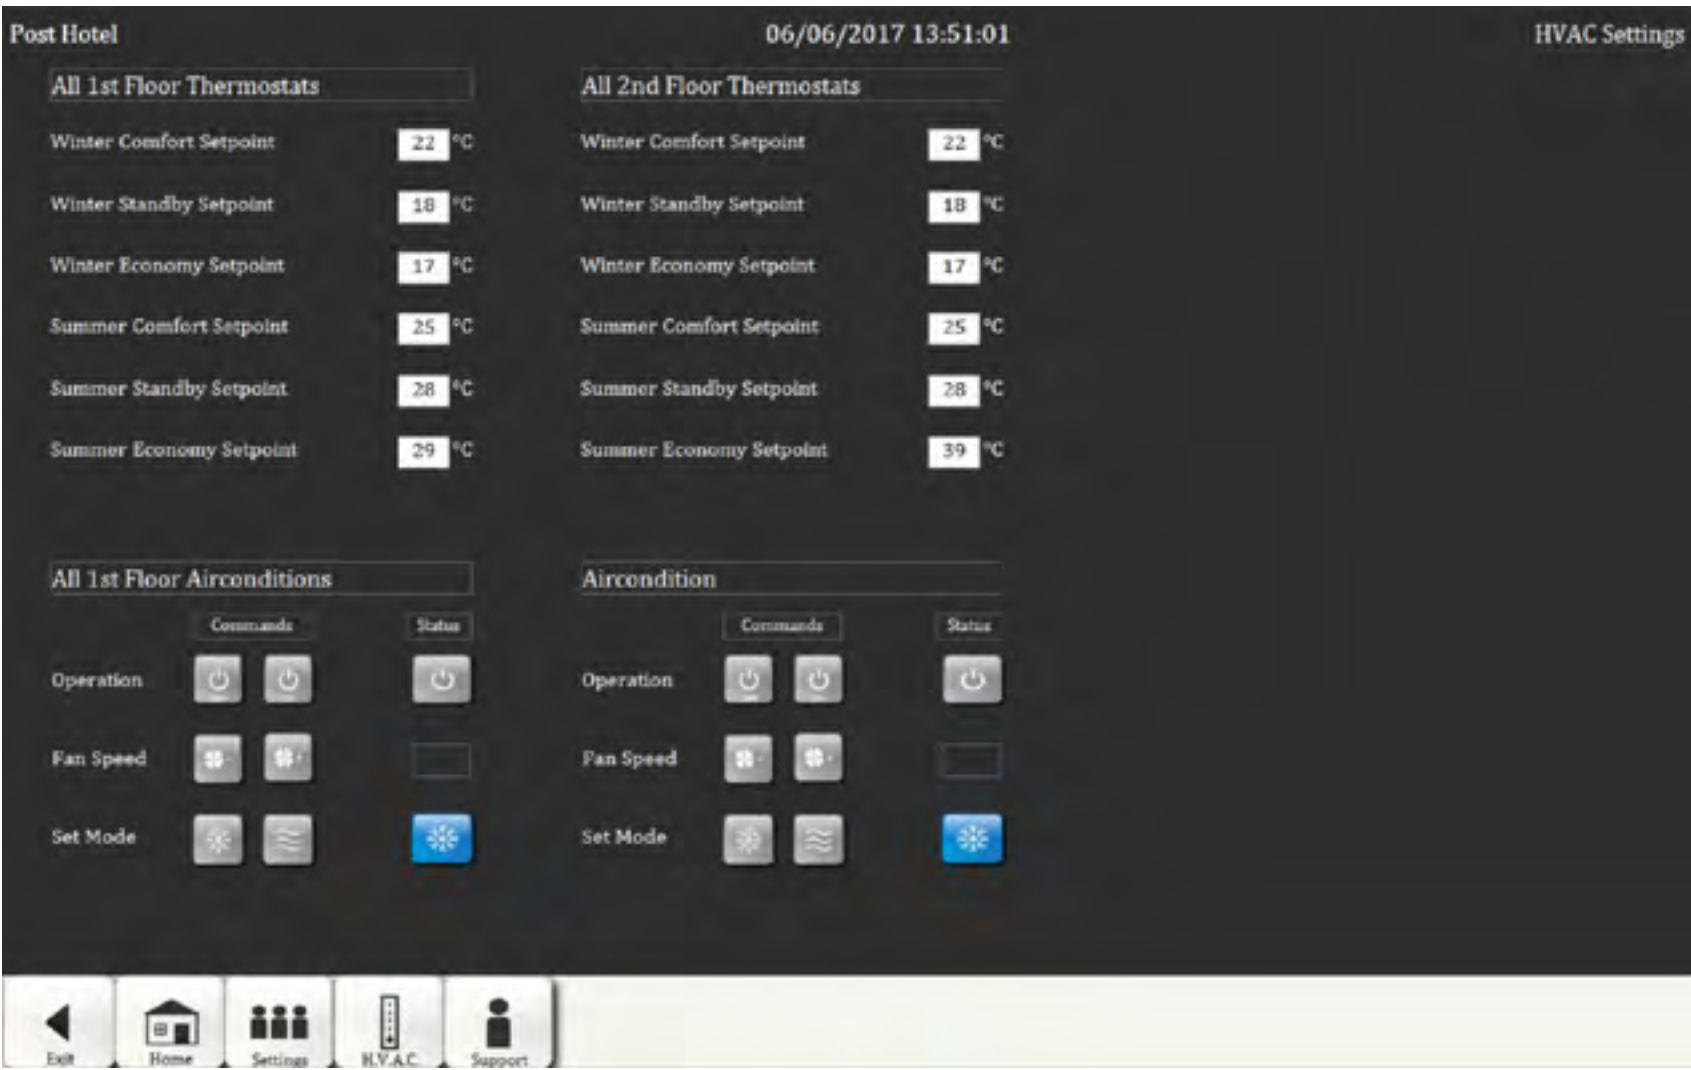 Post Hotel 06/06/2017 13:51:01 HVAC Settings
All 1st Floor Thermostats All 2nd Floor Thermostats
Winter Comfort Setpoint 22 °C Winter Comfort Setpoint 22 °C
Winter Standby Setpoint 18 °C Winter Standby Setpoint 18 °C
Winter Economy Setpoint 17 °C Winter Economy Setpoint 17 °C
Summer Comfort Setpoint 25 °C Summer Comfort Setpoint 25 °C
Summer Standby Setpoint 28 °C Summer Standby Setpoint 28 °C
Summer Economy Setpoint 29 °C Summer Economy Setpoint 39 °C
All 1st Floor Airconditions Aircondition
Commands Status Commands Status
Operation Operation
Fan Speed - + Fan Speed - +
Set Mode Set Mode
Exit Home Settings H.V.A.C. Support